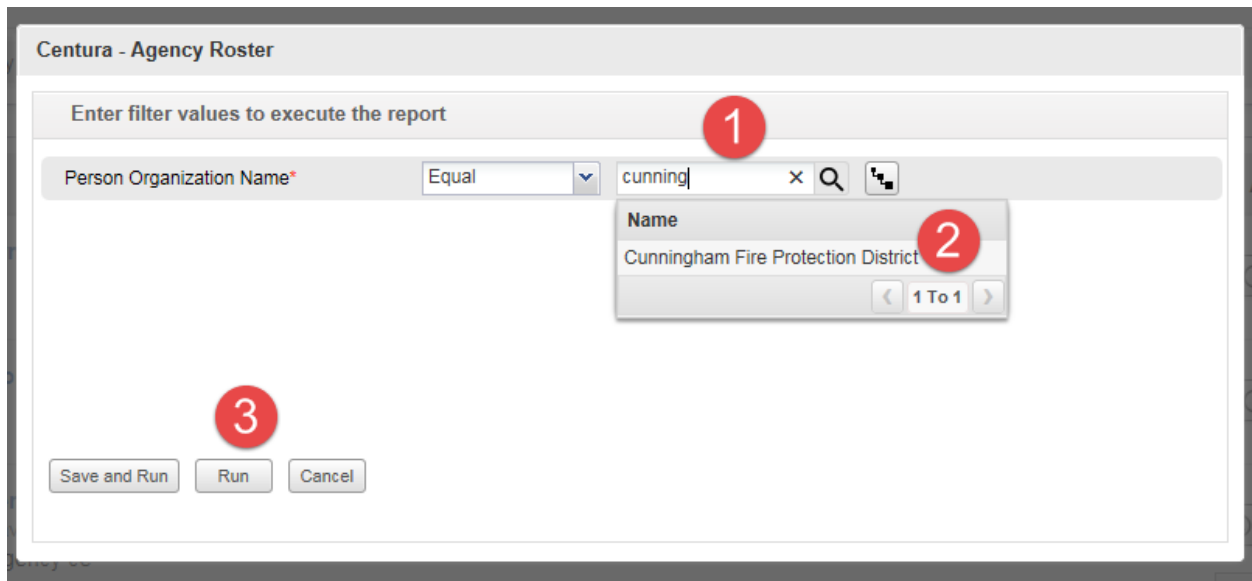 Centura - Agency Roster
Enter filter values to execute the report
1
Person Organization Name* Equal cunning
Name
Cunningham Fire Protection District
2
1 To 1
3
Save and Run Run Cancel